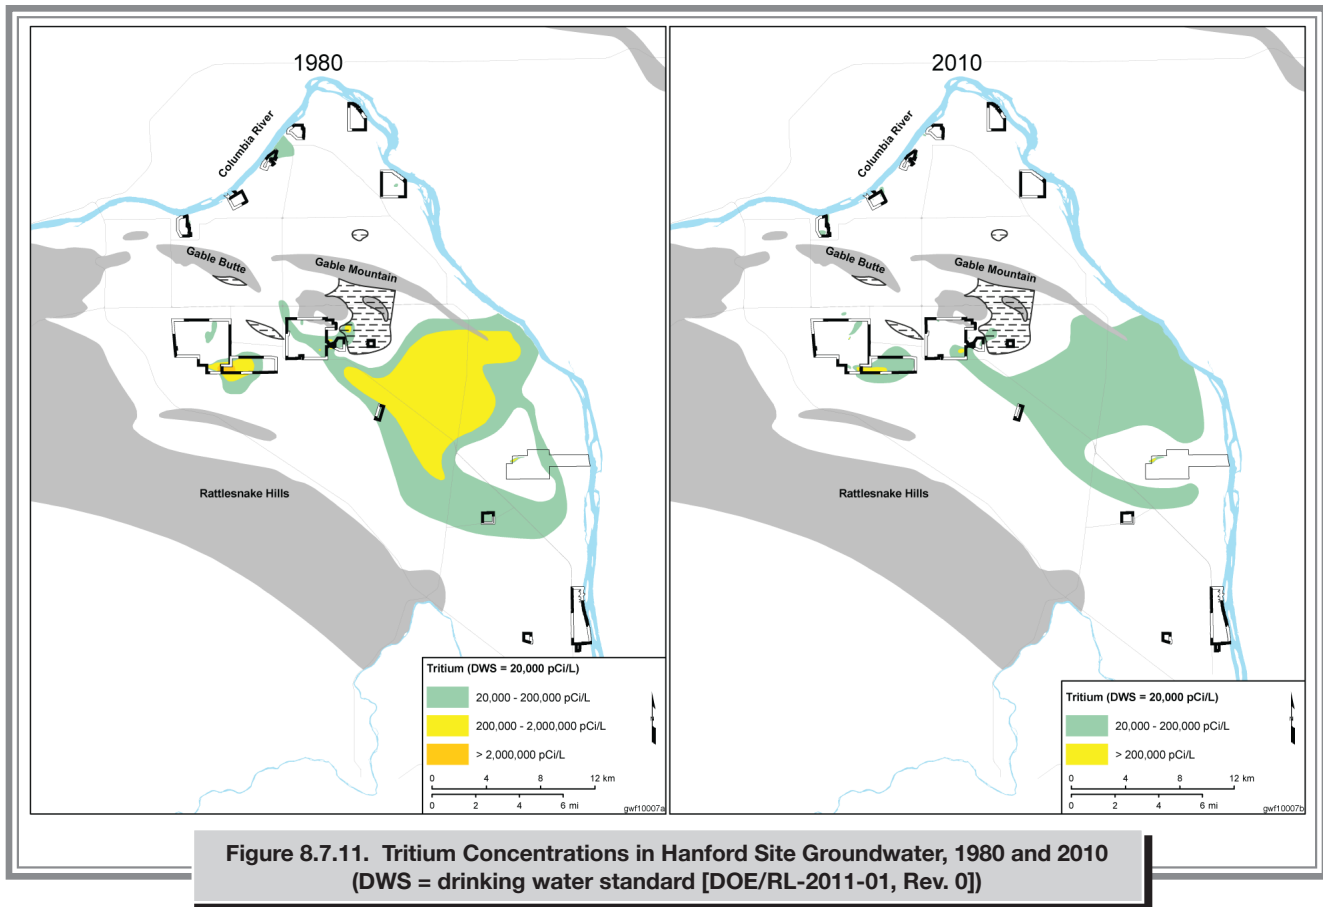 1980
Columbia River
Gable Butte
Gable Mountain
Rattlesnake Hills
Tritium (DWS = 20,000 pCi/L)
20,000 - 200,000 pCi/L
200,000 - 2,000,000 pCi/L
> 2,000,000 pCi/L
0 4 8 12 km
0 2 4 6 mi
gwf10007a
2010
Columbia River
Gable Butte
Gable Mountain
Rattlesnake Hills
Tritium (DWS = 20,000 pCi/L)
20,000 - 200,000 pCi/L
> 200,000 pCi/L
0 4 8 12 km
0 2 4 6 mi
gwf10007b
Figure 8.7.11. Tritium Concentrations in Hanford Site Groundwater, 1980 and 2010
(DWS = drinking water standard [DOE/RL-2011-01, Rev. 0])